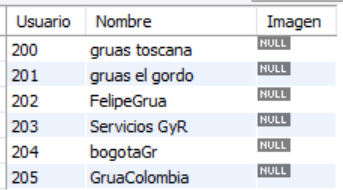 Usuario Nombre Imagen
200 gruas toscana NULL
201 gruas el gordo NULL
202 FelipeGrua NULL
203 Servicios GyR NULL
204 bogotaGr NULL
205 GruaColombia NULL